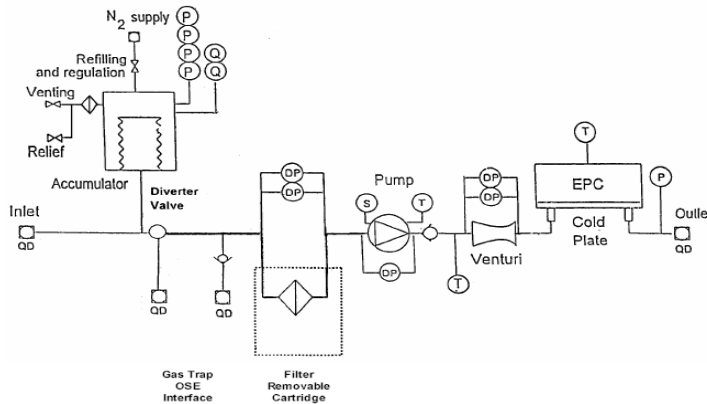 N2 supply
P
P
P
P
Q
Q
Refilling
and regulation
Venting
Relief
Accumulator
Diverter
Valve
Inlet
QD
QD
QD
Gas Trap
OSE
Interface
DP
DP
Filter
Removable
Cartridge
Pump
S
T
DP
T
DP
DP
Venturi
T
EPC
Cold
Plate
P
Outle
QD